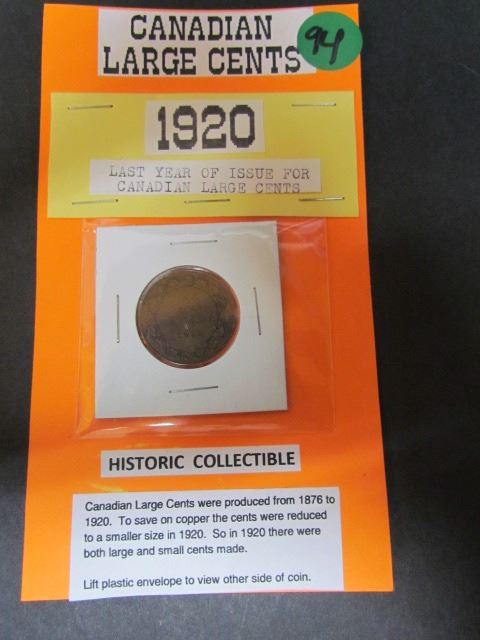 CANADIAN
LARGE CENTS
94
1920
LAST YEAR OF ISSUE FOR
CANADIAN LARGE CENTS
HISTORIC COLLECTIBLE
Canadian Large Cents were produced from 1876 to
1920. To save on copper the cents were reduced
to a smaller size in 1920. So in 1920 there were
both large and small cents made.
Lift plastic envelope to view other side of coin.